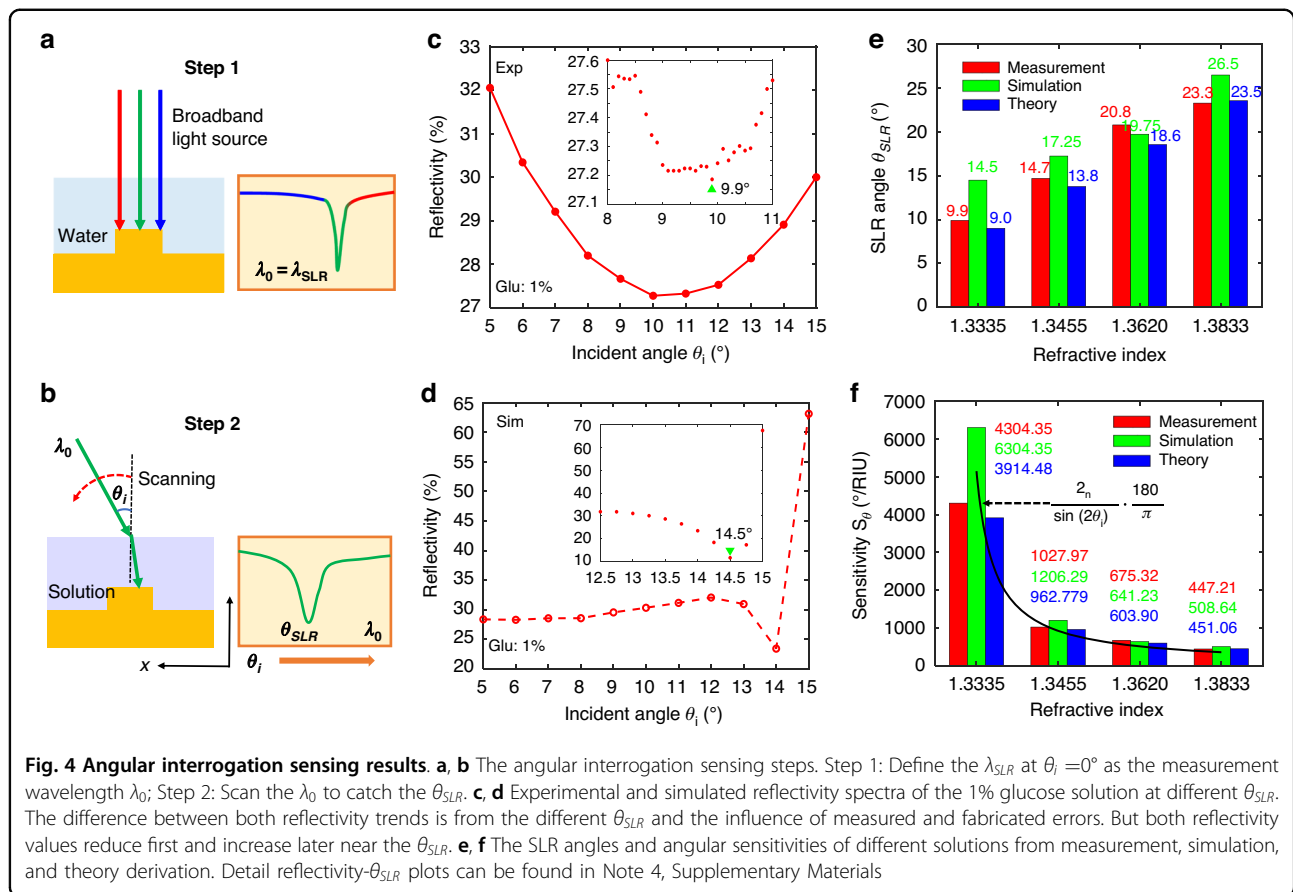 a
Step 1
Broadband
light source
Water
λ0 = λSLR
b
Step 2
λ0
Scanning
θi
Solution
x
θSLR
λ0
θi
c
33
32
31
30
29
28
27
Reflectivity (%)
Exp
27.6
27.5
27.4
27.3
27.2
27.1
9.9°
8 9 10 11
Glu: 1%
5 6 7 8 9 10 11 12 13 14 15
Incident angle θi (°)
d
65
60
55
50
45
40
35
30
25
20
Reflectivity (%)
Sim
70
60
50
40
30
20
10
14.5°
12.5 13 13.5 14 14.5 15
Glu: 1%
5 6 7 8 9 10 11 12 13 14 15
Incident angle θi (°)
e
30
25
20
15
10
5
0
SLR angle θSLR (°)
Measurement
Simulation
Theory
9.9 14.5 9.0
14.7 17.25 13.8
20.8 19.75 18.6
23.3 26.5 23.5
1.3335 1.3455 1.3620 1.3833
Refractive index
f
7000
6000
5000
4000
3000
2000
1000
0
Sensitivity Sθ (°/RIU)
Measurement
Simulation
Theory
4304.35
6304.35
3914.48
2n / sin (2θi) · 180 / π
1027.97
1206.29
962.779
675.32
641.23
603.90
447.21
508.64
451.06
1.3335 1.3455 1.3620 1.3833
Refractive index
Fig. 4 Angular interrogation sensing results. a, b The angular interrogation sensing steps. Step 1: Define the λSLR at θi =0° as the measurement
wavelength λ0; Step 2: Scan the λ0 to catch the θSLR. c, d Experimental and simulated reflectivity spectra of the 1% glucose solution at different θSLR.
The difference between both reflectivity trends is from the different θSLR and the influence of measured and fabricated errors. But both reflectivity
values reduce first and increase later near the θSLR. e, f The SLR angles and angular sensitivities of different solutions from measurement, simulation,
and theory derivation. Detail reflectivity-θSLR plots can be found in Note 4, Supplementary Materials